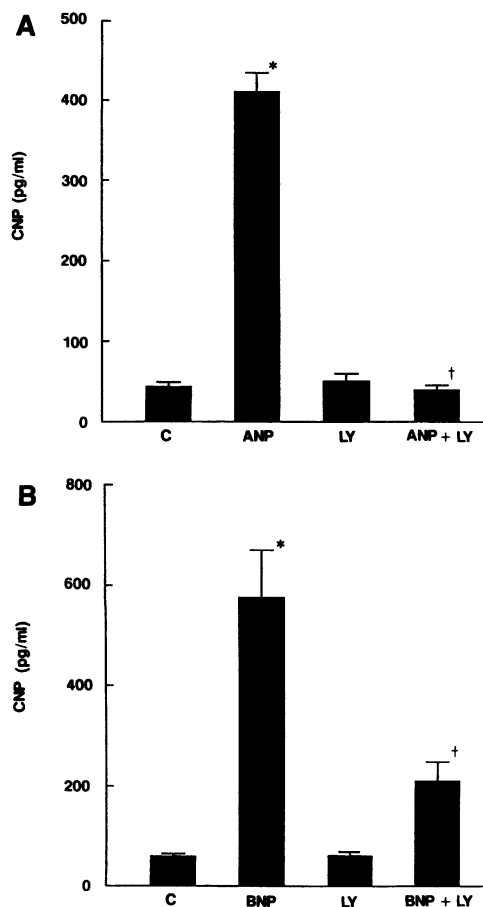 A
500
400
300
200
100
0
CNP (pg/ml)
*
†
C ANP LY ANP + LY
B
800
600
400
200
0
CNP (pg/ml)
*
†
C BNP LY BNP + LY